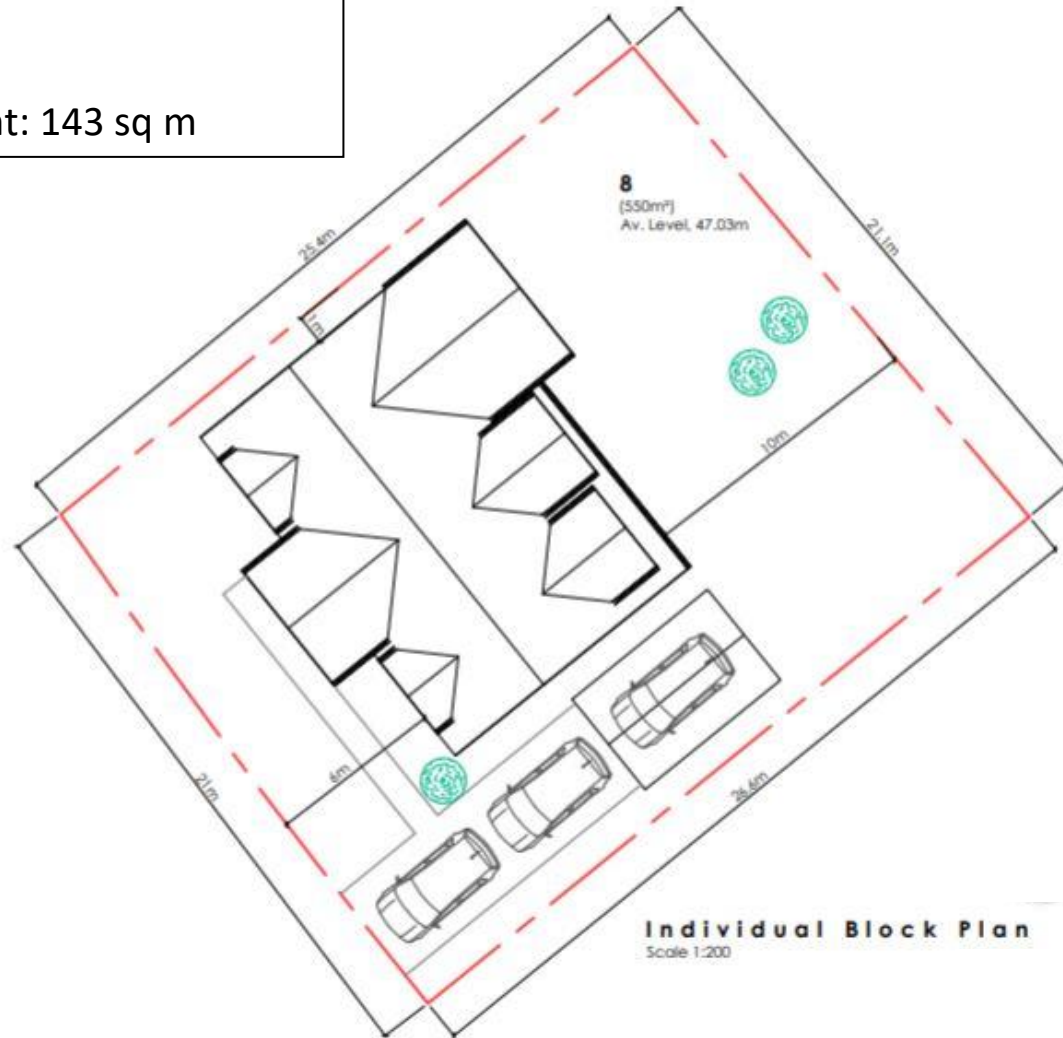 nt: 143 sq m
8
(550m²)
Av. Level, 47.03m
25.4m
21.1m
1m
10m
6m
21m
26.6m
Individual Block Plan
Scale 1:200